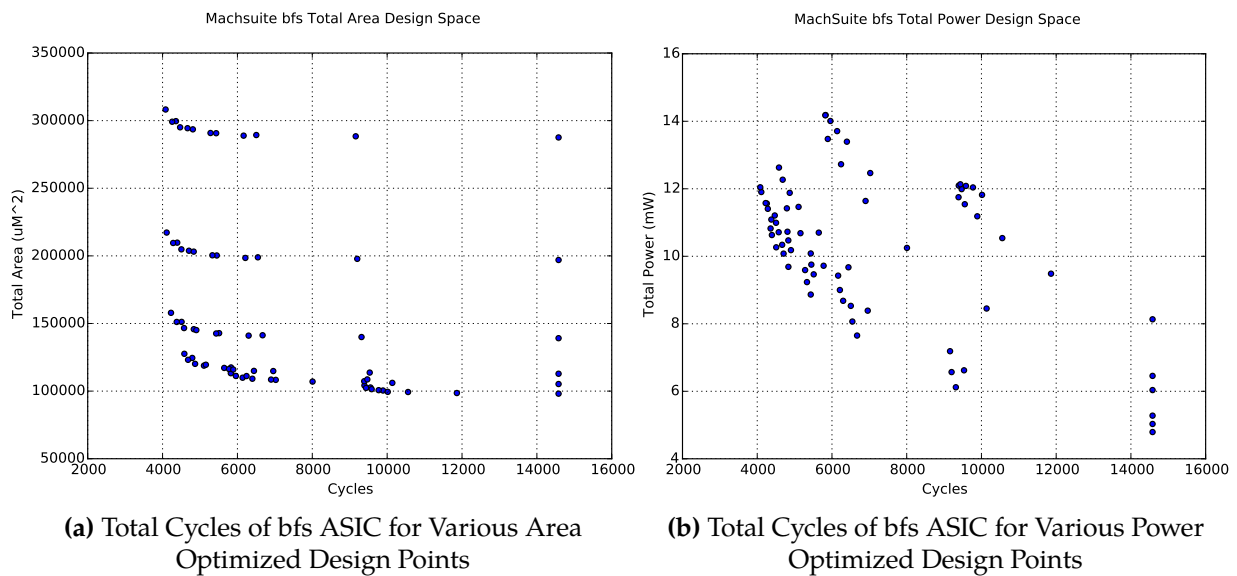 Machsuite bfs Total Area Design Space
350000
300000
250000
200000
150000
100000
50000
2000 4000 6000 8000 10000 12000 14000 16000
Total Area (uM^2)
Cycles
(a) Total Cycles of bfs ASIC for Various Area
Optimized Design Points
MachSuite bfs Total Power Design Space
16
14
12
10
8
6
4
2000 4000 6000 8000 10000 12000 14000 16000
Total Power (mW)
Cycles
(b) Total Cycles of bfs ASIC for Various Power
Optimized Design Points